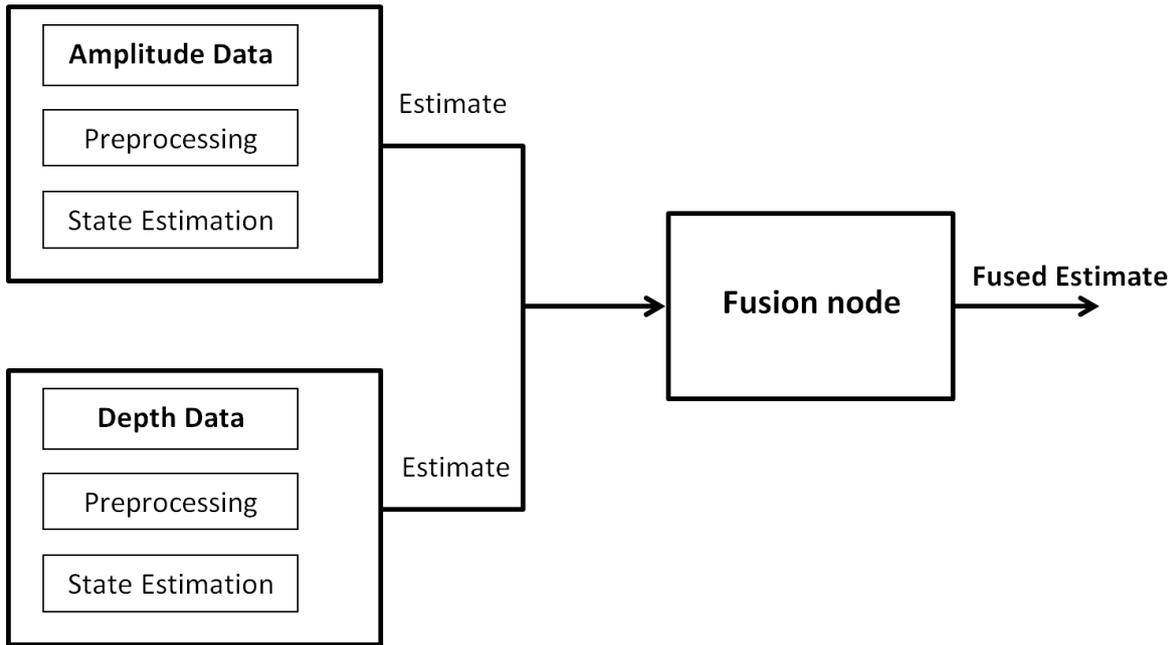 Amplitude Data
Preprocessing
State Estimation
Estimate
Depth Data
Preprocessing
State Estimation
Estimate
Fusion node
Fused Estimate